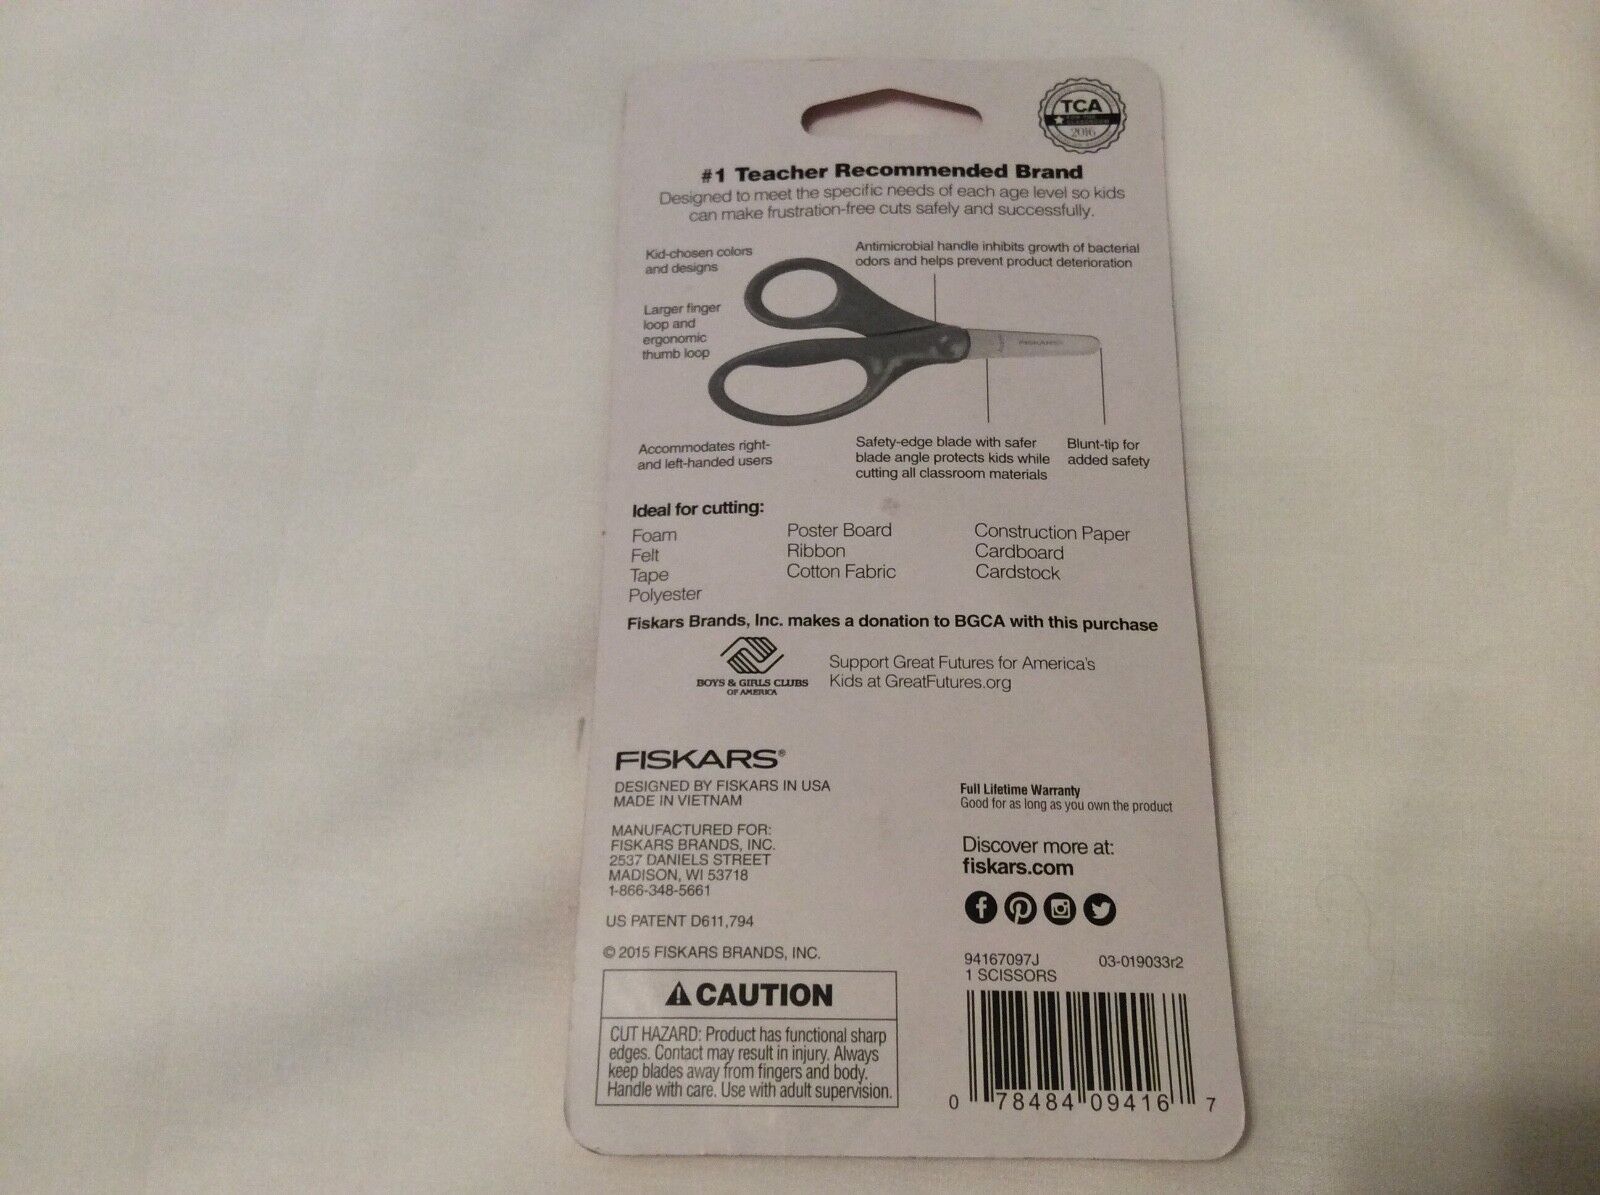 TCA
2016
#1 Teacher Recommended Brand
Designed to meet the specific needs of each age level so kids
can make frustration-free cuts safely and successfully.
Kid-chosen colors
and designs
Antimicrobial handle inhibits growth of bacterial
odors and helps prevent product deterioration
Larger finger
loop and
ergonomic
thumb loop
FISKARS
Accommodates right-
and left-handed users
Safety-edge blade with safer
blade angle protects kids while
cutting all classroom materials
Blunt-tip for
added safety
Ideal for cutting:
Foam
Felt
Tape
Polyester
Poster Board
Ribbon
Cotton Fabric
Construction Paper
Cardboard
Cardstock
Fiskars Brands, Inc. makes a donation to BGCA with this purchase
BOYS & GIRLS CLUBS
OF AMERICA
Support Great Futures for America's
Kids at GreatFutures.org
FISKARS®
DESIGNED BY FISKARS IN USA
MADE IN VIETNAM
MANUFACTURED FOR:
FISKARS BRANDS, INC.
2537 DANIELS STREET
MADISON, WI 53718
1-866-348-5661
US PATENT D611,794
© 2015 FISKARS BRANDS, INC.
CAUTION
CUT HAZARD: Product has functional sharp
edges. Contact may result in injury. Always
keep blades away from fingers and body.
Handle with care. Use with adult supervision.
Full Lifetime Warranty
Good for as long as you own the product
Discover more at:
fiskars.com
94167097J 03-019033r2
1 SCISSORS
0 78484 09416 7